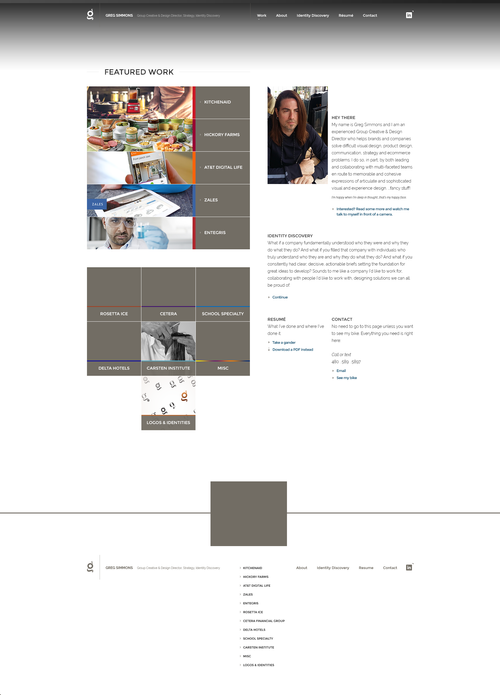 GREG SIMMONS Group Creative & Design Director: Strategy, Identity, Discovery
Work About Identity Discovery Resume Contact
FEATURED WORK
KITCHENAID
HICKORY FARMS
AT&T DIGITAL LIFE
ZALES
ZALES
ENTEGRIS
HEY THERE
My name is Greg Simmons and I am an
experienced Group Creative & Design
Director who helps brands and companies
solve difficult visual design, product design,
communication, strategy and ecommerce
problems. I do so, in part, by both leading
and collaborating with multi-faceted teams
en route to memorable and cohesive
expressions of articulate and sophisticated
visual and experience design ...fancy stuff!
I'm happy when I'm deep in thought, that's me happy too.
Interested? Read some more and watch me
talk to myself in front of a camera.
IDENTITY DISCOVERY
What if a company fundamentally understood who they were and why they
do what they do? And what if you filled that company with individuals who
truly understand who they are and why they do what they do? And what if you
consistently had clear, decisive, actionable briefs setting the foundation for
great ideas to develop? Sounds to me like a company I'd like to work for,
collaborating with people I'd like to work with, designing solutions we can all
be proud of.
Continue
ROSETTA ICE
CETERA
SCHOOL SPECIALTY
DELTA HOTELS
CARSTEN INSTITUTE
MISC
LOGOS & IDENTITIES
RESUME
What I've done and where I've
done it.
Take a gander
Download a PDF instead
CONTACT
No need to go to this page unless you want
to see my bike. Everything you need is right
here.
Call or text
Email
See my bike
GREG SIMMONS Group Creative & Design Director: Strategy, Identity, Discovery
KITCHENAID
HICKORY FARMS
AT&T DIGITAL LIFE
ZALES
ENTEGRIS
ROSETTA ICE
CETERA FINANCIAL GROUP
DELTA HOTELS
SCHOOL SPECIALTY
CARSTEN INSTITUTE
MISC
LOGOS & IDENTITIES
About Identity Discovery Resume Contact